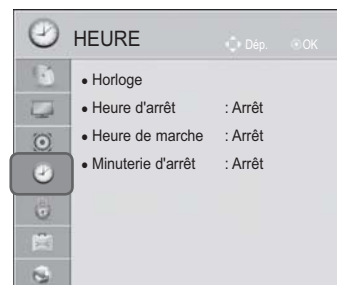 HEURE Dép. OK
• Horloge
• Heure d'arrêt : Arrêt
• Heure de marche : Arrêt
• Minuterie d'arrêt : Arrêt